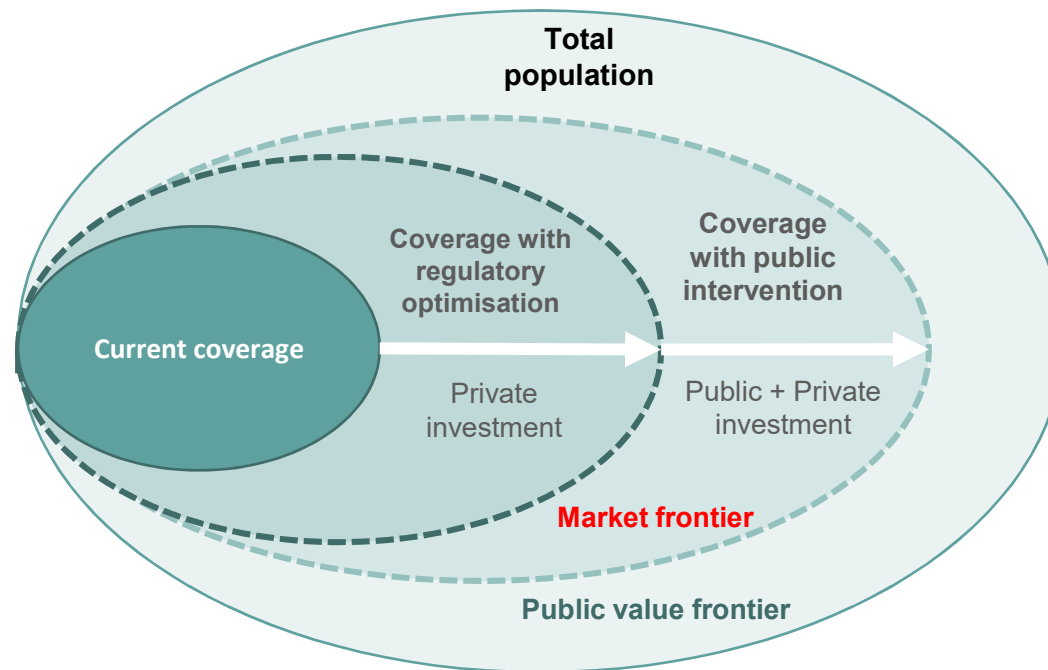 Total
population
Coverage with
regulatory
optimisation
Coverage
with public
intervention
Current coverage
Private
investment
Public + Private
investment
Market frontier
Public value frontier